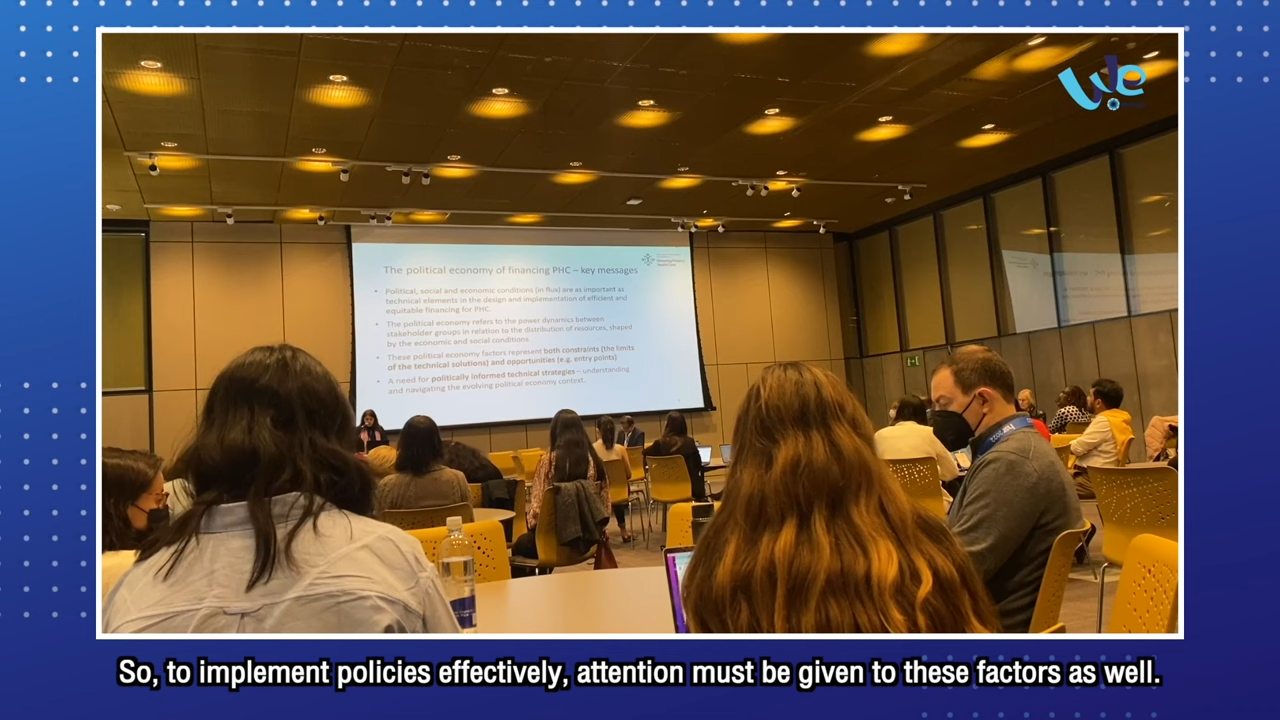 We
The political economy of financing PHC – key messages
• Political, social and economic conditions (in flux) are as important as
technical elements in the design and implementation of efficient and
equitable financing for PHC.
• The political economy refers to the power dynamics between
stakeholder groups in relation to the distribution of resources, shaped
by the economic and social conditions
• These political economy factors represent both constraints (the limits
of the technical solutions) and opportunities (e.g. entry points)
• A need for politically informed technical strategies – understanding
and navigating the evolving political economy context.
So, to implement policies effectively, attention must be given to these factors as well.